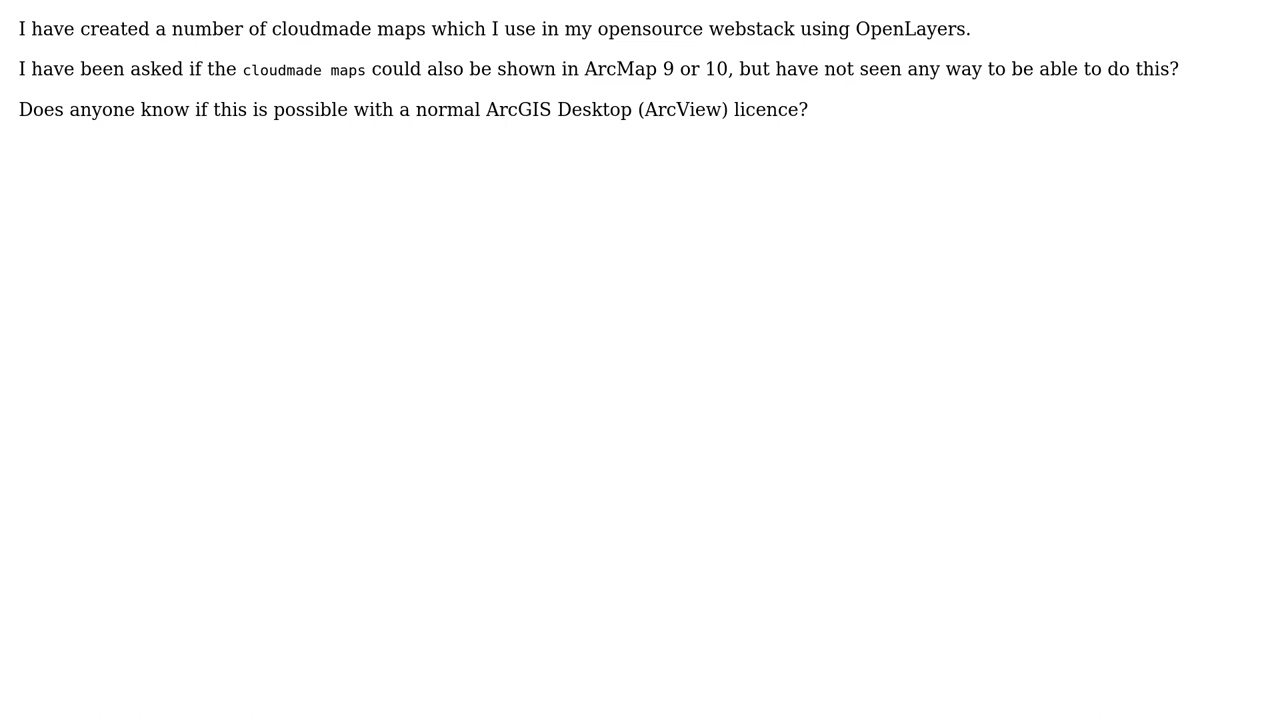 I have created a number of cloudmade maps which I use in my opensource webstack using OpenLayers.
I have been asked if the cloudmade maps could also be shown in ArcMap 9 or 10, but have not seen any way to be able to do this?
Does anyone know if this is possible with a normal ArcGIS Desktop (ArcView) licence?